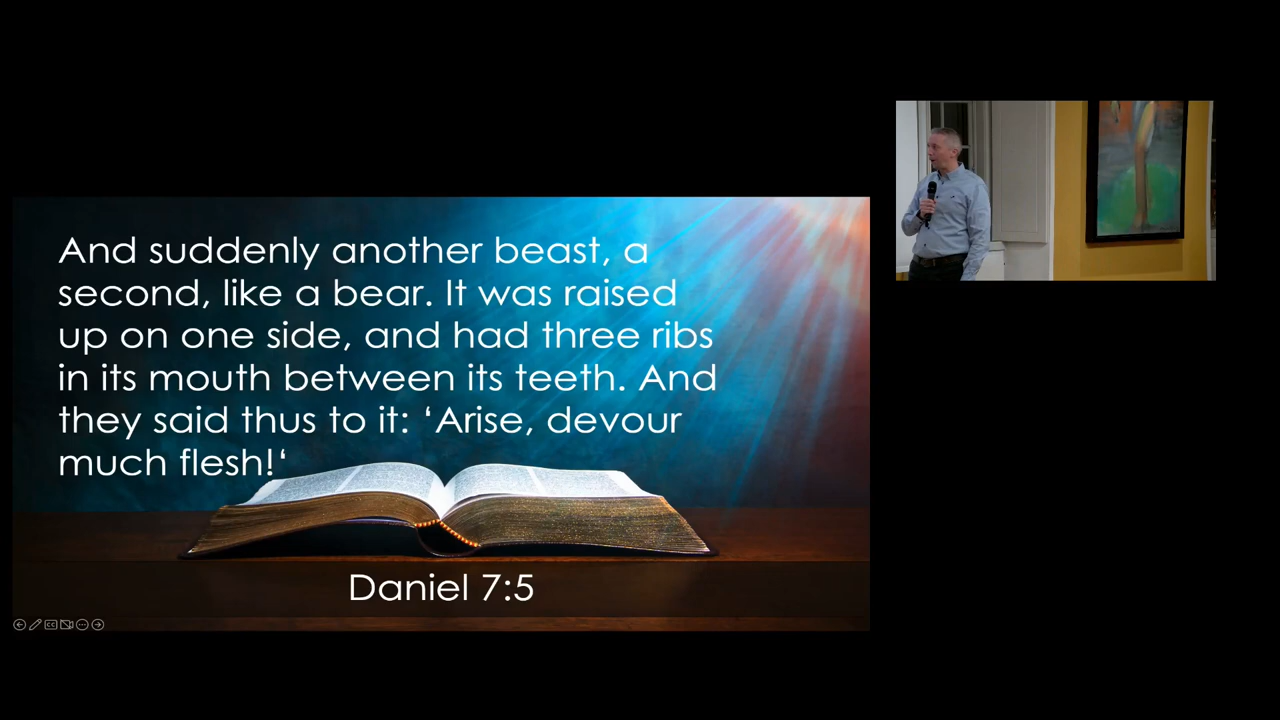 And suddenly another beast, a
second, like a bear. It was raised
up on one side, and had three ribs
in its mouth between its teeth. And
they said thus to it: ‘Arise, devour
much flesh!‘
Daniel 7:5